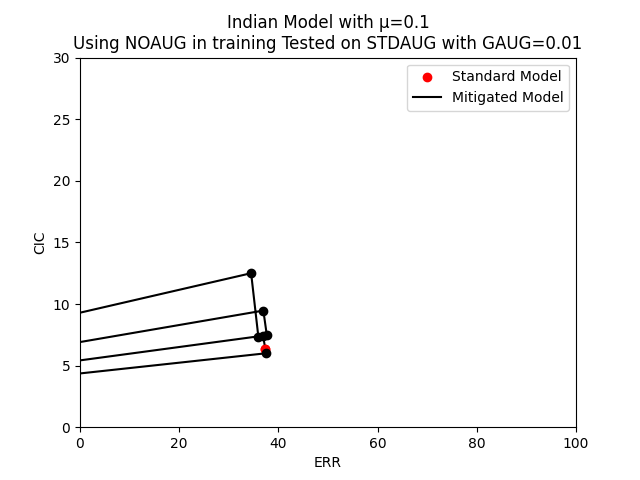 Indian Model with μ=0.1
Using NOAUG in training Tested on STDAUG with GAUG=0.01
Standard Model
Mitigated Model
30
25
20
15
10
5
0
CIC
0 20 40 60 80 100
ERR